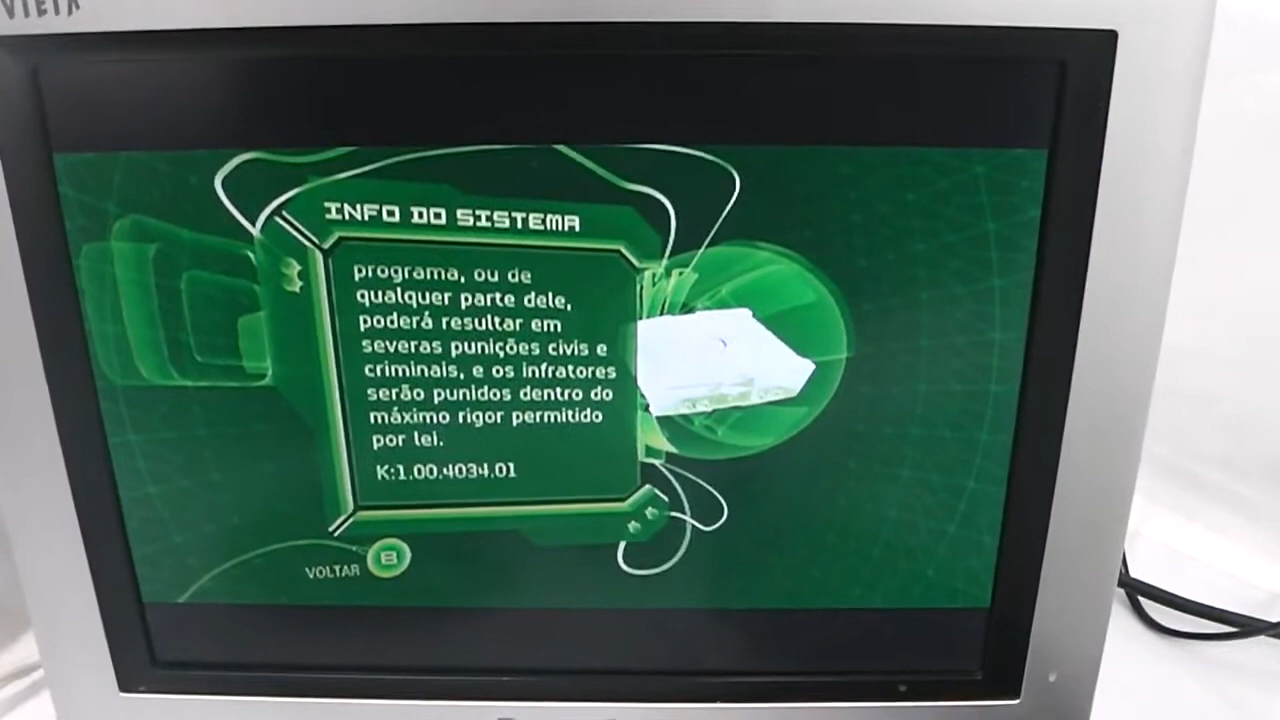 INFO DO SISTEMA
programa, ou de
qualquer parte dele,
poderá resultar em
severas punições civis e
criminais, e os infratores
serão punidos dentro do
máximo rigor permitido
por lei.
K:1.00.4034.01
VOLTAR B